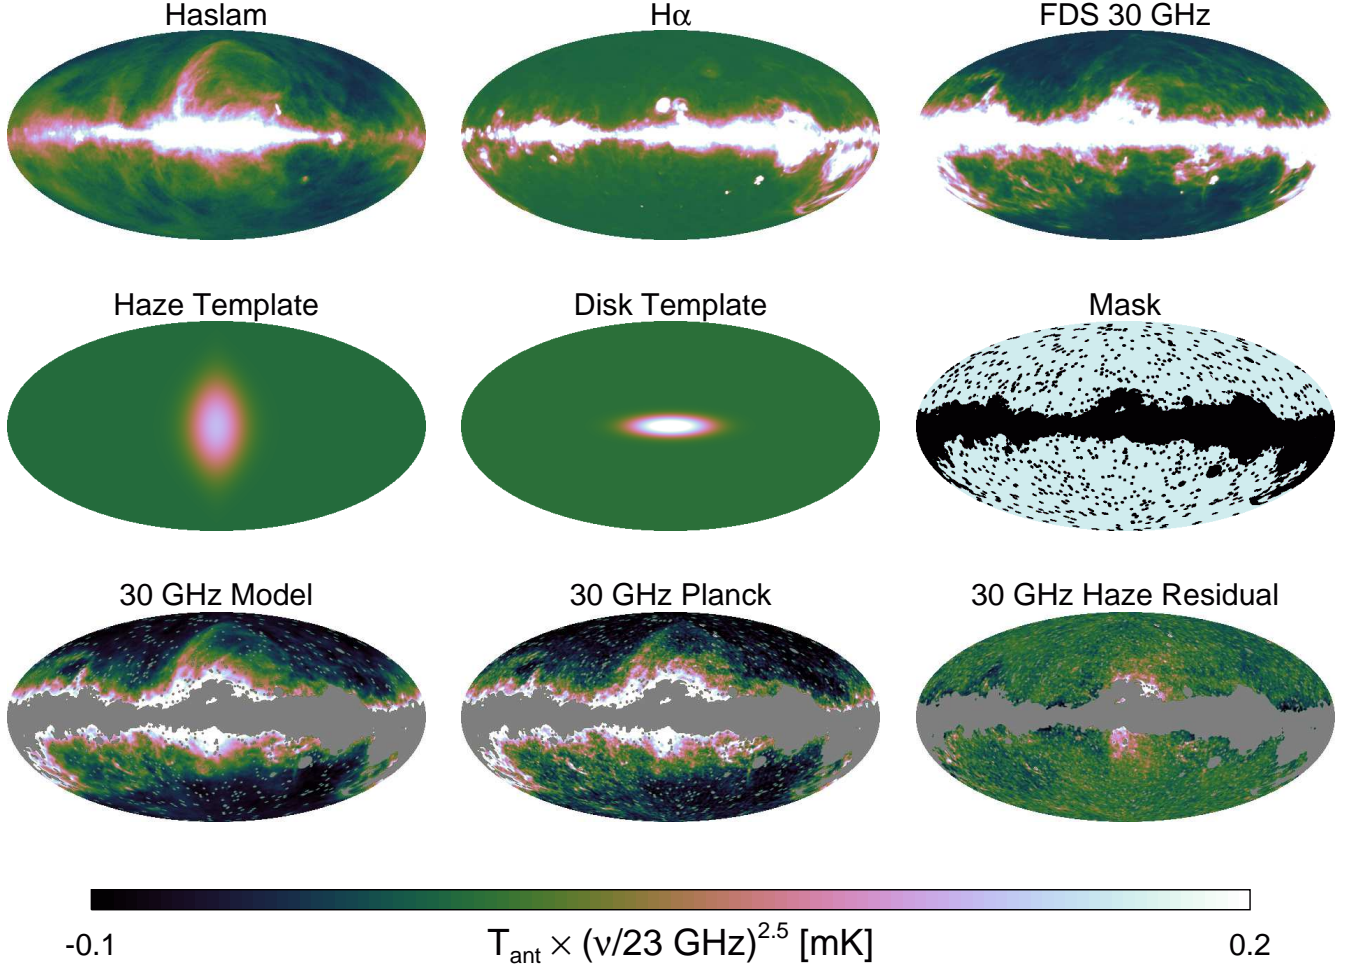 Haslam
Hα
FDS 30 GHz
Haze Template
Disk Template
Mask
30 GHz Model
30 GHz Planck
30 GHz Haze Residual
-0.1
T_ant × (ν/23 GHz)^2.5 [mK]
0.2